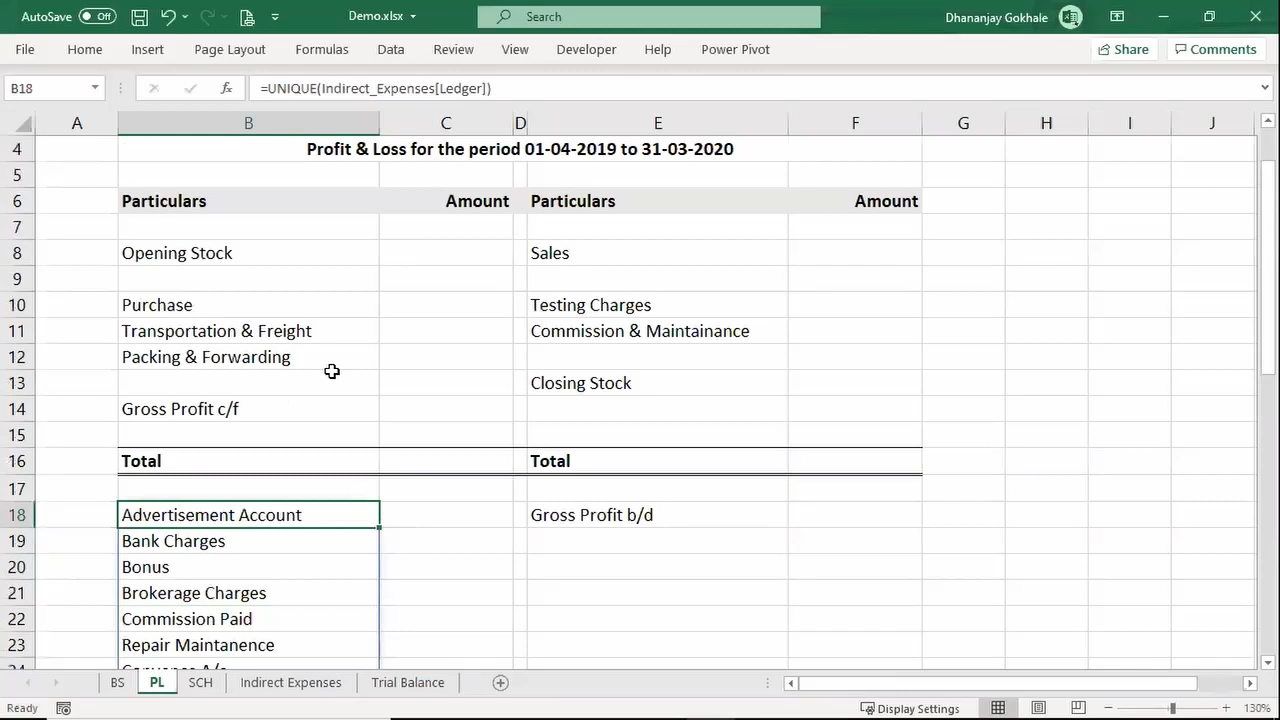 AutoSave Off Demo.xlsx Search Dhananjay Gokhale
File Home Insert Page Layout Formulas Data Review View Developer Help Power Pivot Share Comments
B18 fx =UNIQUE(Indirect_Expenses[Ledger])
A B C D E F G H I J
4 Profit & Loss for the period 01-04-2019 to 31-03-2020
5
6 Particulars Amount Particulars Amount
7
8 Opening Stock Sales
9
10 Purchase Testing Charges
11 Transportation & Freight Commission & Maintainance
12 Packing & Forwarding
13 Closing Stock
14 Gross Profit c/f
15
16 Total Total
17
18 Advertisement Account Gross Profit b/d
19 Bank Charges
20 Bonus
21 Brokerage Charges
22 Commission Paid
23 Repair Maintanence
24
BS PL SCH Indirect Expenses Trial Balance
Ready Display Settings 130%